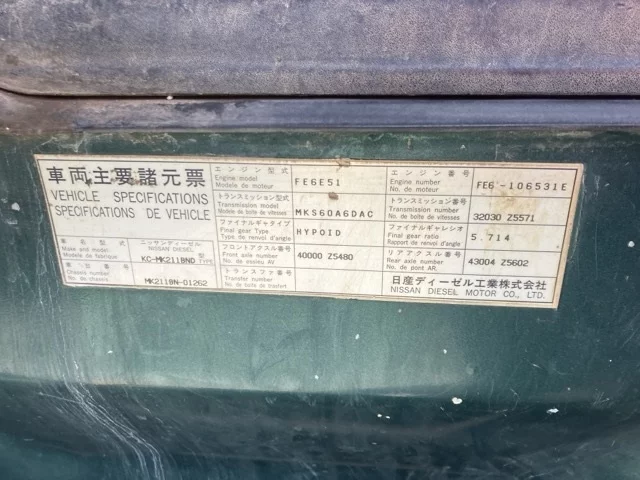 車両主要諸元票
VEHICLE SPECIFICATIONS
SPECIFICATIONS DE VEHICLE
車名 型式
Make and model
Modele de fabrique
ニッサンディーゼル
NISSAN DIESEL
KC-MK211BND 型
TYPE
車台番号
Chassis number
No. de chassis
MK211BN-01262
エンジン型式
Engine model
Modele de moteur
FE6E51
エンジン番号
Engine number
No. de moteur
FE6-106531E
トランスミッション型式
Transmission model
No. de boite de vitesses
MKS60A6DAC
トランスミッション番号
Transmission number
No. de boite de vitesses
32030 Z5571
ファイナルギヤタイプ
Final gear Type
Type de renvoi d'angle
HYPOID
ファイナルギャレシオ
Final gear ratio
Rapport de renvoi d'angle
5.714
フロントアクスル番号
Front axle number
No. de essieu AV
40000 Z5480
リアアクスル番号
Rear axle number
No. de pont AR.
43004 Z5602
トランスファ番号
Transfer number
No. de boite de trasfert
日産ディーゼル工業株式会社
NISSAN DIESEL MOTOR CO., LTD.